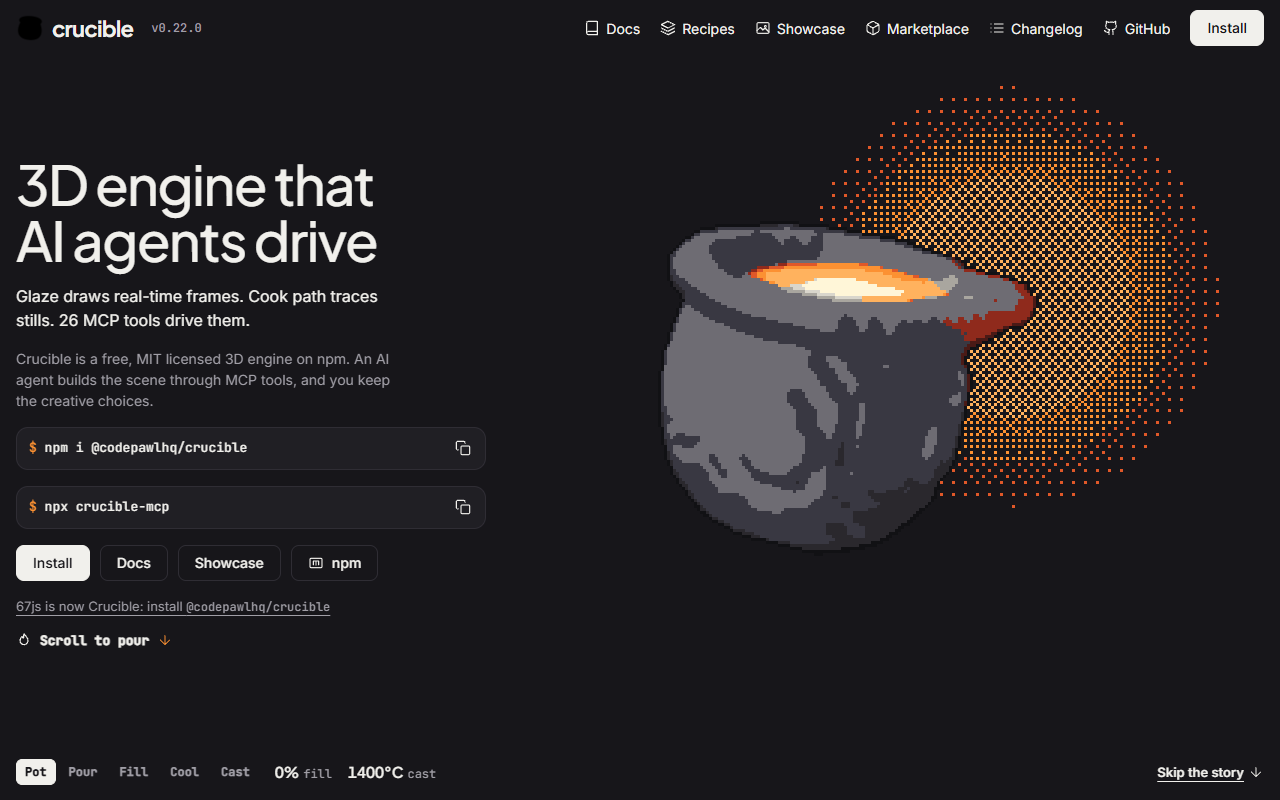 crucible v0.22.0 Docs Recipes Showcase Marketplace Changelog GitHub Install
3D engine that
AI agents drive
Glaze draws real-time frames. Cook path traces
stills. 26 MCP tools drive them.
Crucible is a free, MIT licensed 3D engine on npm. An AI
agent builds the scene through MCP tools, and you keep
the creative choices.
$ npm i @codepawlhq/crucible
$ npx crucible-mcp
Install Docs Showcase npm
67js is now Crucible: install @codepawlhq/crucible
Scroll to pour
Pot Pour Fill Cool Cast 0% fill 1400°C cast Skip the story